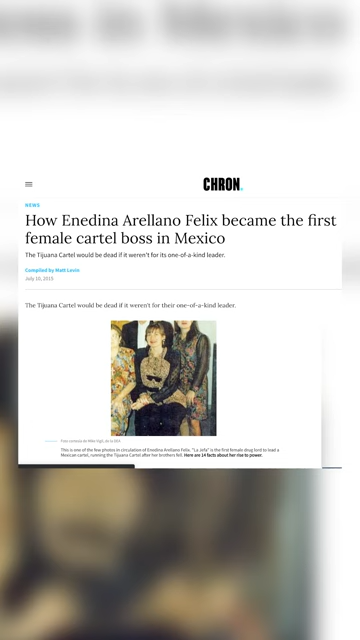 CHRON.
NEWS
How Enedina Arellano Felix became the first
female cartel boss in Mexico
The Tijuana Cartel would be dead if it weren't for its one-of-a-kind leader.
Compiled by Matt Levin
July 10, 2015
The Tijuana Cartel would be dead if it weren't for their one-of-a-kind leader.
This is one of the few photos in circulation of Enedina Arellano Felix. "La Jefa" is the first female drug lord to lead a
Mexican cartel, running the Tijuana Cartel after her brothers fell. Here are 14 facts about her rise to power.